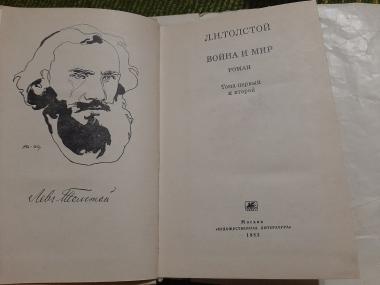 Левъ Толстой
Л.Н.ТОЛСТОЙ
ВОЙНА И МИР
РОМАН
Тома первый
и второй
Москва
«ХУДОЖЕСТВЕННАЯ ЛИТЕРАТУРА»